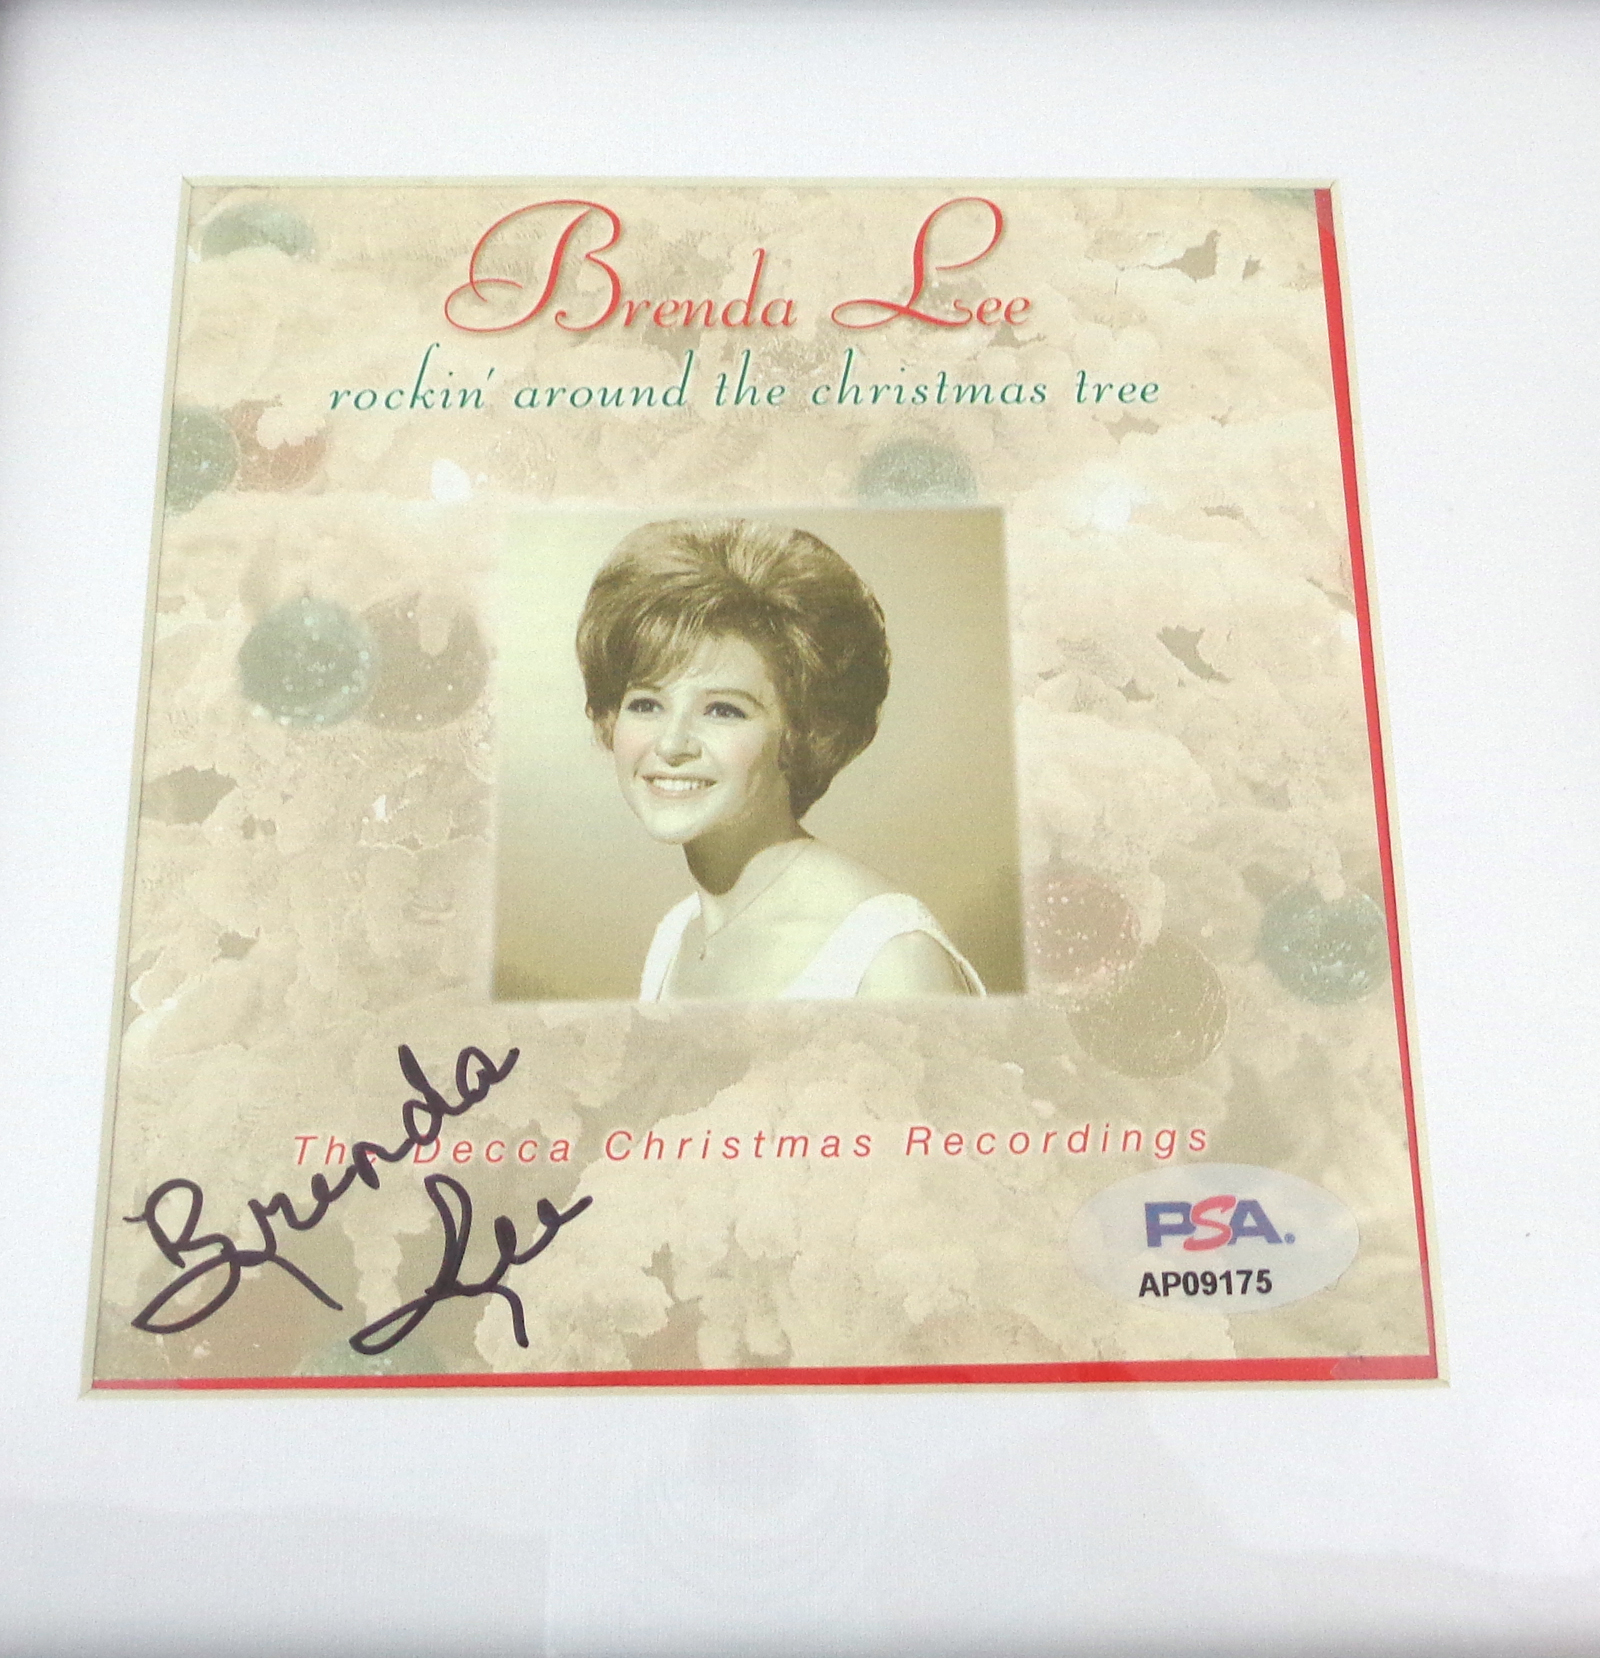 Brenda Lee
rockin' around the christmas tree
The Decca Christmas Recordings
Brenda
Lee
PSA®
AP09175